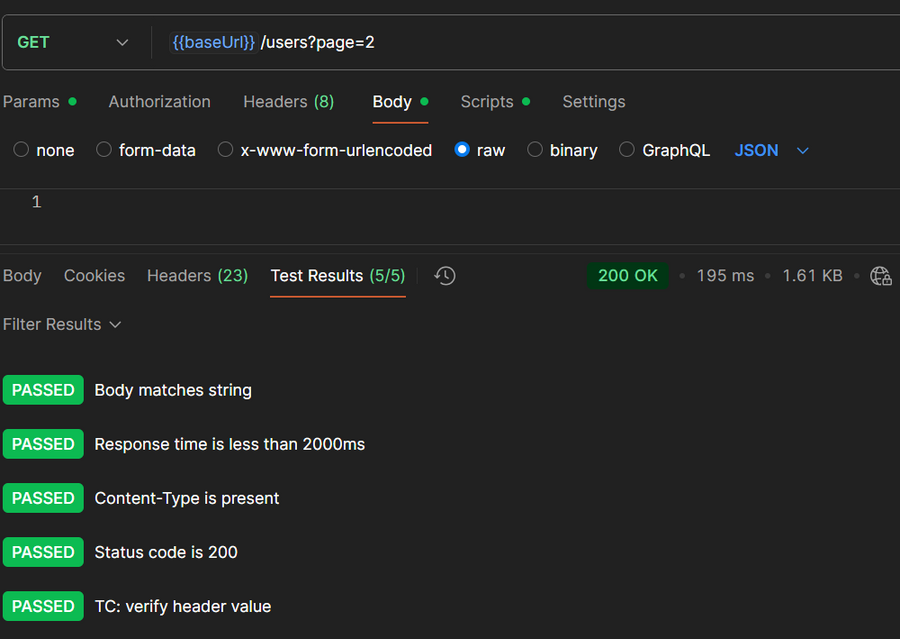 GET {{baseUrl}} /users?page=2
Params Authorization Headers (8) Body Scripts Settings
none form-data x-www-form-urlencoded raw binary GraphQL JSON
1
Body Cookies Headers (23) Test Results (5/5) 200 OK 195 ms 1.61 KB
Filter Results
PASSED Body matches string
PASSED Response time is less than 2000ms
PASSED Content-Type is present
PASSED Status code is 200
PASSED TC: verify header value